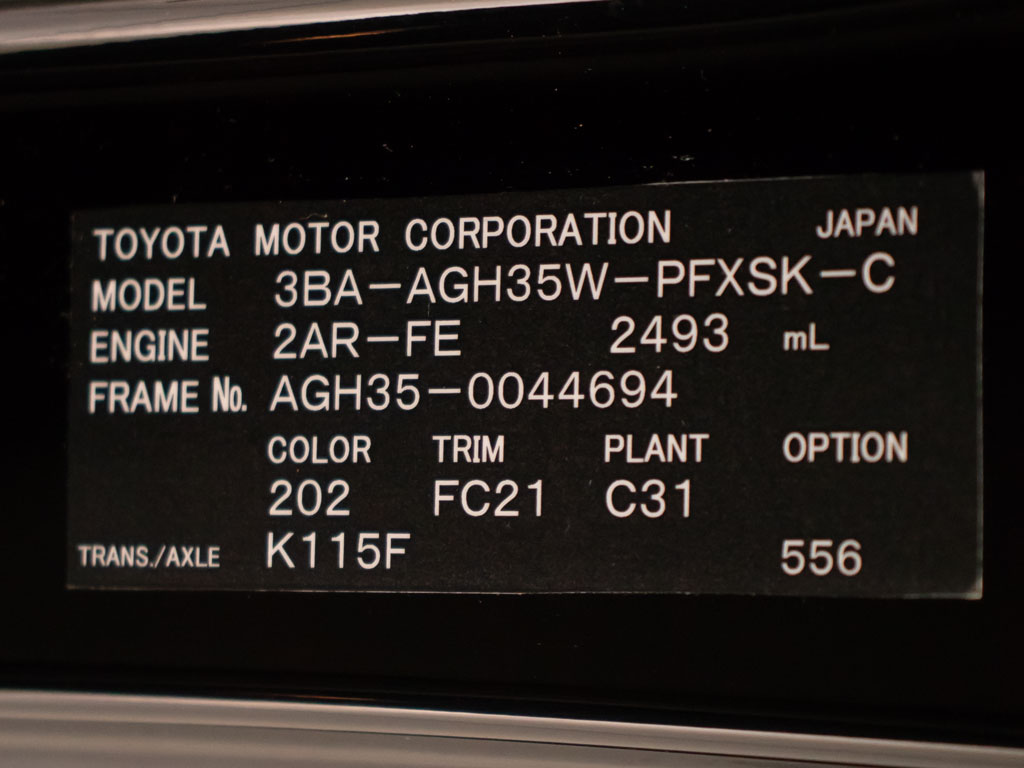 TOYOTA MOTOR CORPORATION JAPAN
MODEL 3BA-AGH35W-PFXSK-C
ENGINE 2AR-FE 2493 mL
FRAME No. AGH35-0044694
COLOR TRIM PLANT OPTION
202 FC21 C31
TRANS./AXLE K115F 556